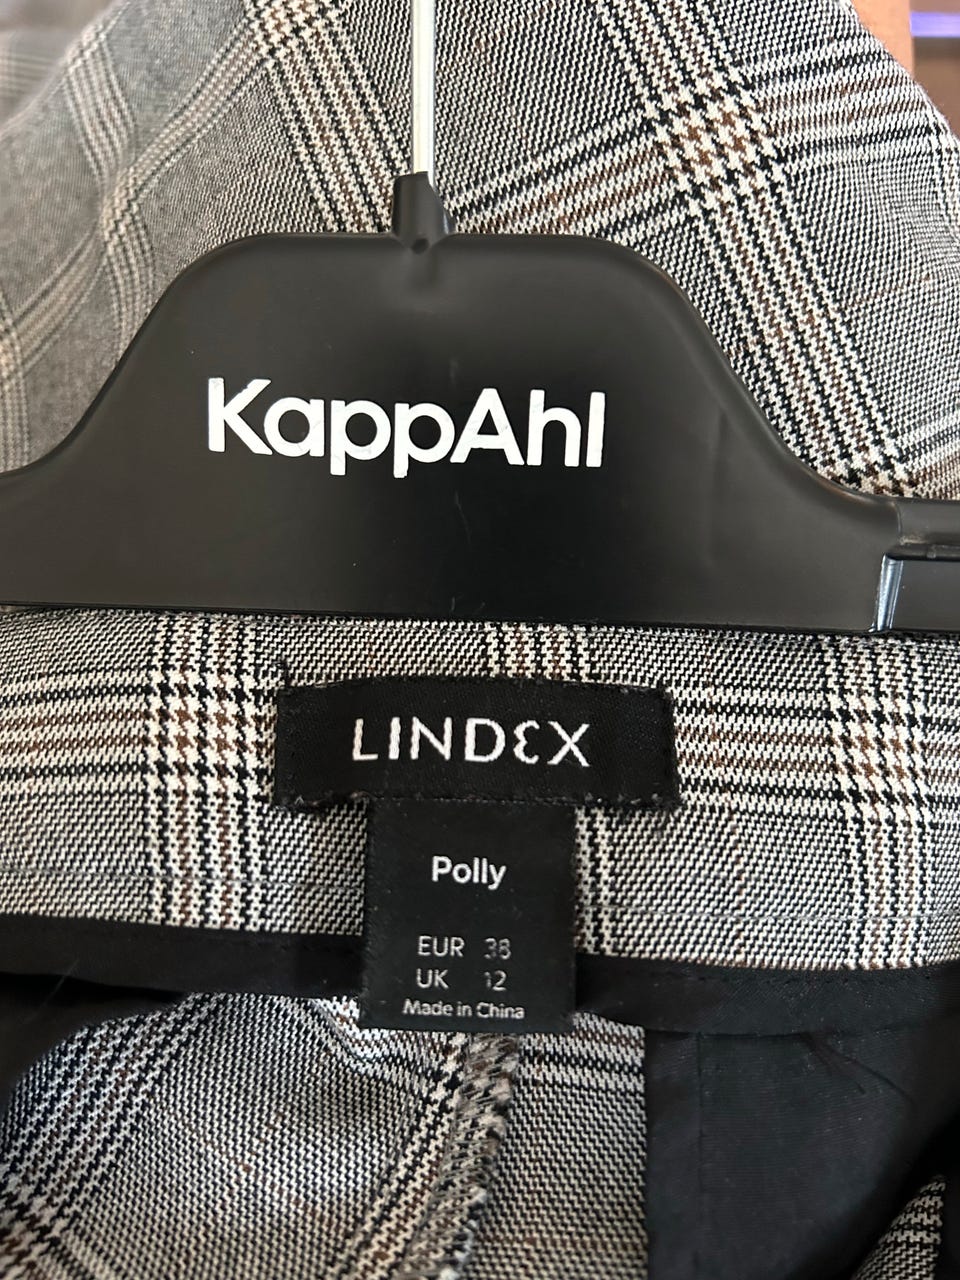 KappAhl
LINDEX
Polly
EUR 38
UK 12
Made in China